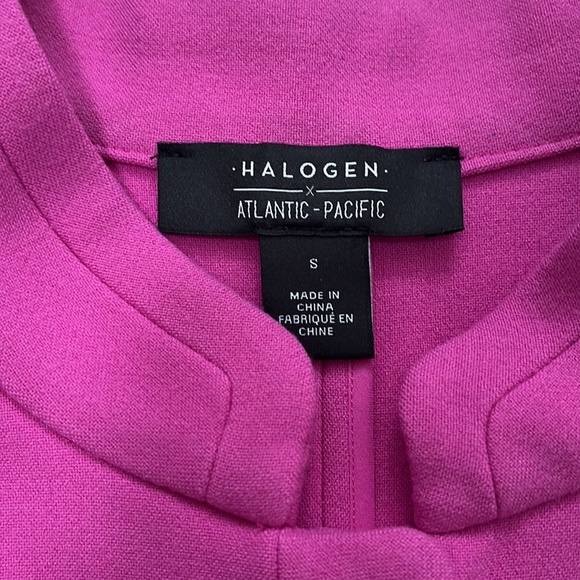 ·HALOGEN·
x
ATLANTIC-PACIFIC
S
MADE IN
CHINA
FABRIQUÉ EN
CHINE